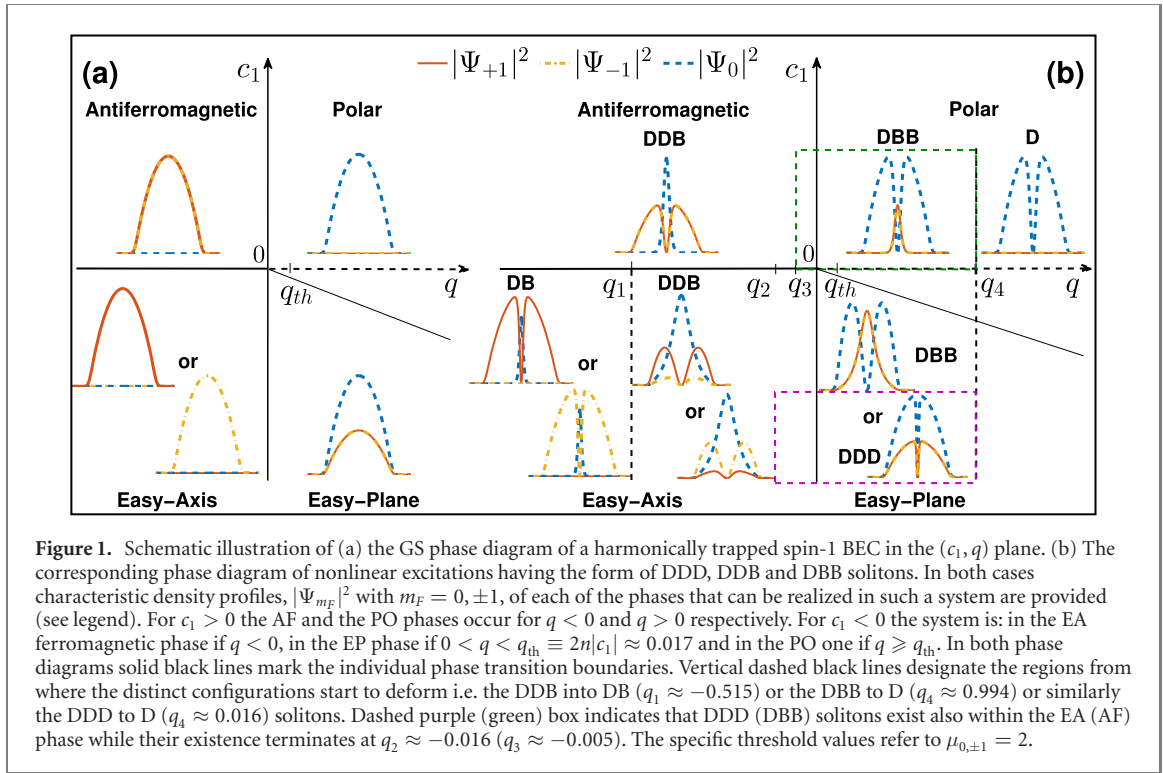 (a)
c₁
|Ψ₊₁|² |Ψ₋₁|² |Ψ₀|²
c₁
(b)
Antiferromagnetic Polar Antiferromagnetic Polar
DDB DBB D
0 0
q_th q q₁ q₂ q₃ q_th q₄ q
DB DDB
DBB
or or
or or
DDD
Easy–Axis Easy–Plane Easy–Axis Easy–Plane
Figure 1. Schematic illustration of (a) the GS phase diagram of a harmonically trapped spin-1 BEC in the (c₁, q) plane. (b) The
corresponding phase diagram of nonlinear excitations having the form of DDD, DDB and DBB solitons. In both cases
characteristic density profiles, |Ψ_{m_F}|² with m_F = 0, ±1, of each of the phases that can be realized in such a system are provided
(see legend). For c₁ > 0 the AF and the PO phases occur for q < 0 and q > 0 respectively. For c₁ < 0 the system is: in the EA
ferromagnetic phase if q < 0, in the EP phase if 0 < q < q_th ≡ 2n|c₁| ≈ 0.017 and in the PO one if q ⩾ q_th. In both phase
diagrams solid black lines mark the individual phase transition boundaries. Vertical dashed black lines designate the regions from
where the distinct configurations start to deform i.e. the DDB into DB (q₁ ≈ −0.515) or the DBB to D (q₄ ≈ 0.994) or similarly
the DDD to D (q₄ ≈ 0.016) solitons. Dashed purple (green) box indicates that DDD (DBB) solitons exist also within the EA (AF)
phase while their existence terminates at q₂ ≈ −0.016 (q₃ ≈ −0.005). The specific threshold values refer to μ₀,±₁ = 2.